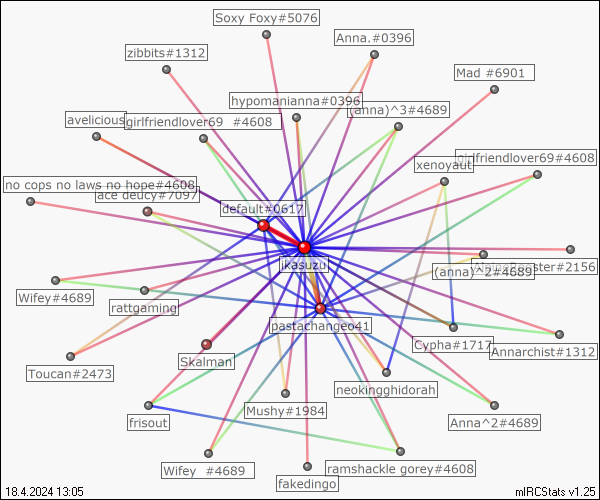 Soxy Foxy#5076
Anna.#0396
zibbits#1312
Mad #6901
hypomanianna#0396
(anna)^3#4689
avelicious
girlfriendlover69 #4608
xenoyaut
girlfriendlover69#4608
no cops no laws no hope#4608
ace deucy#7097
default#0617
ikasuzu
#2156
(anna)^2#4689
Wifey#4689
rattgaming
pastachangeo41
Cypha#1717
Annarchist#1312
Skalman
Toucan#2473
neokingghidorah
Mushy#1984
frisout
Anna^2#4689
Wifey #4689
ramshackle gorey#4608
fakedingo
18.4.2024 13:05
mIRCStats v1.25